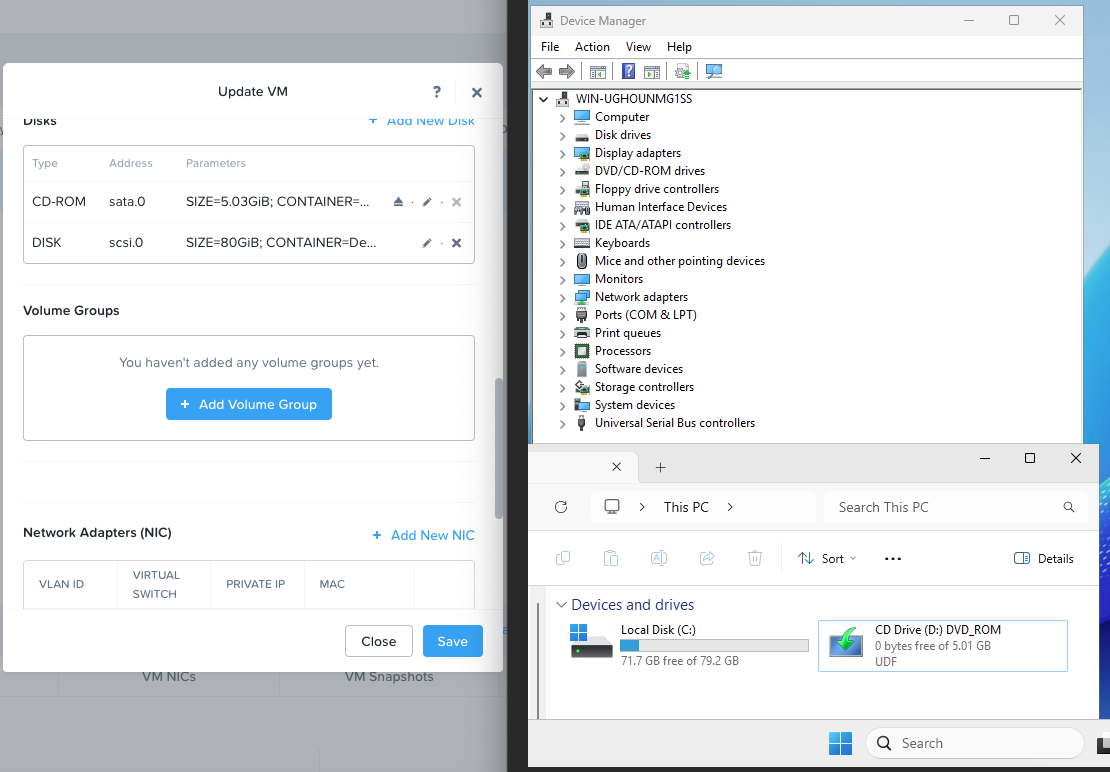 Update VM
?
Disks
+ Add New Disk
Type Address Parameters
CD-ROM sata.0 SIZE=5.03GiB; CONTAINER=...
DISK scsi.0 SIZE=80GiB; CONTAINER=De...
Volume Groups
You haven't added any volume groups yet.
+ Add Volume Group
Network Adapters (NIC)
+ Add New NIC
VLAN ID
VIRTUAL
SWITCH
PRIVATE IP
MAC
Close
Save
VM NICs
VM Snapshots
Device Manager
File Action View Help
WIN-UGHOUNMG1SS
Computer
Disk drives
Display adapters
DVD/CD-ROM drives
Floppy drive controllers
Human Interface Devices
IDE ATA/ATAPI controllers
Keyboards
Mice and other pointing devices
Monitors
Network adapters
Ports (COM & LPT)
Print queues
Processors
Software devices
Storage controllers
System devices
Universal Serial Bus controllers
This PC
Search This PC
Sort
Details
Devices and drives
Local Disk (C:)
71.7 GB free of 79.2 GB
CD Drive (D:) DVD_ROM
0 bytes free of 5.01 GB
UDF
Search